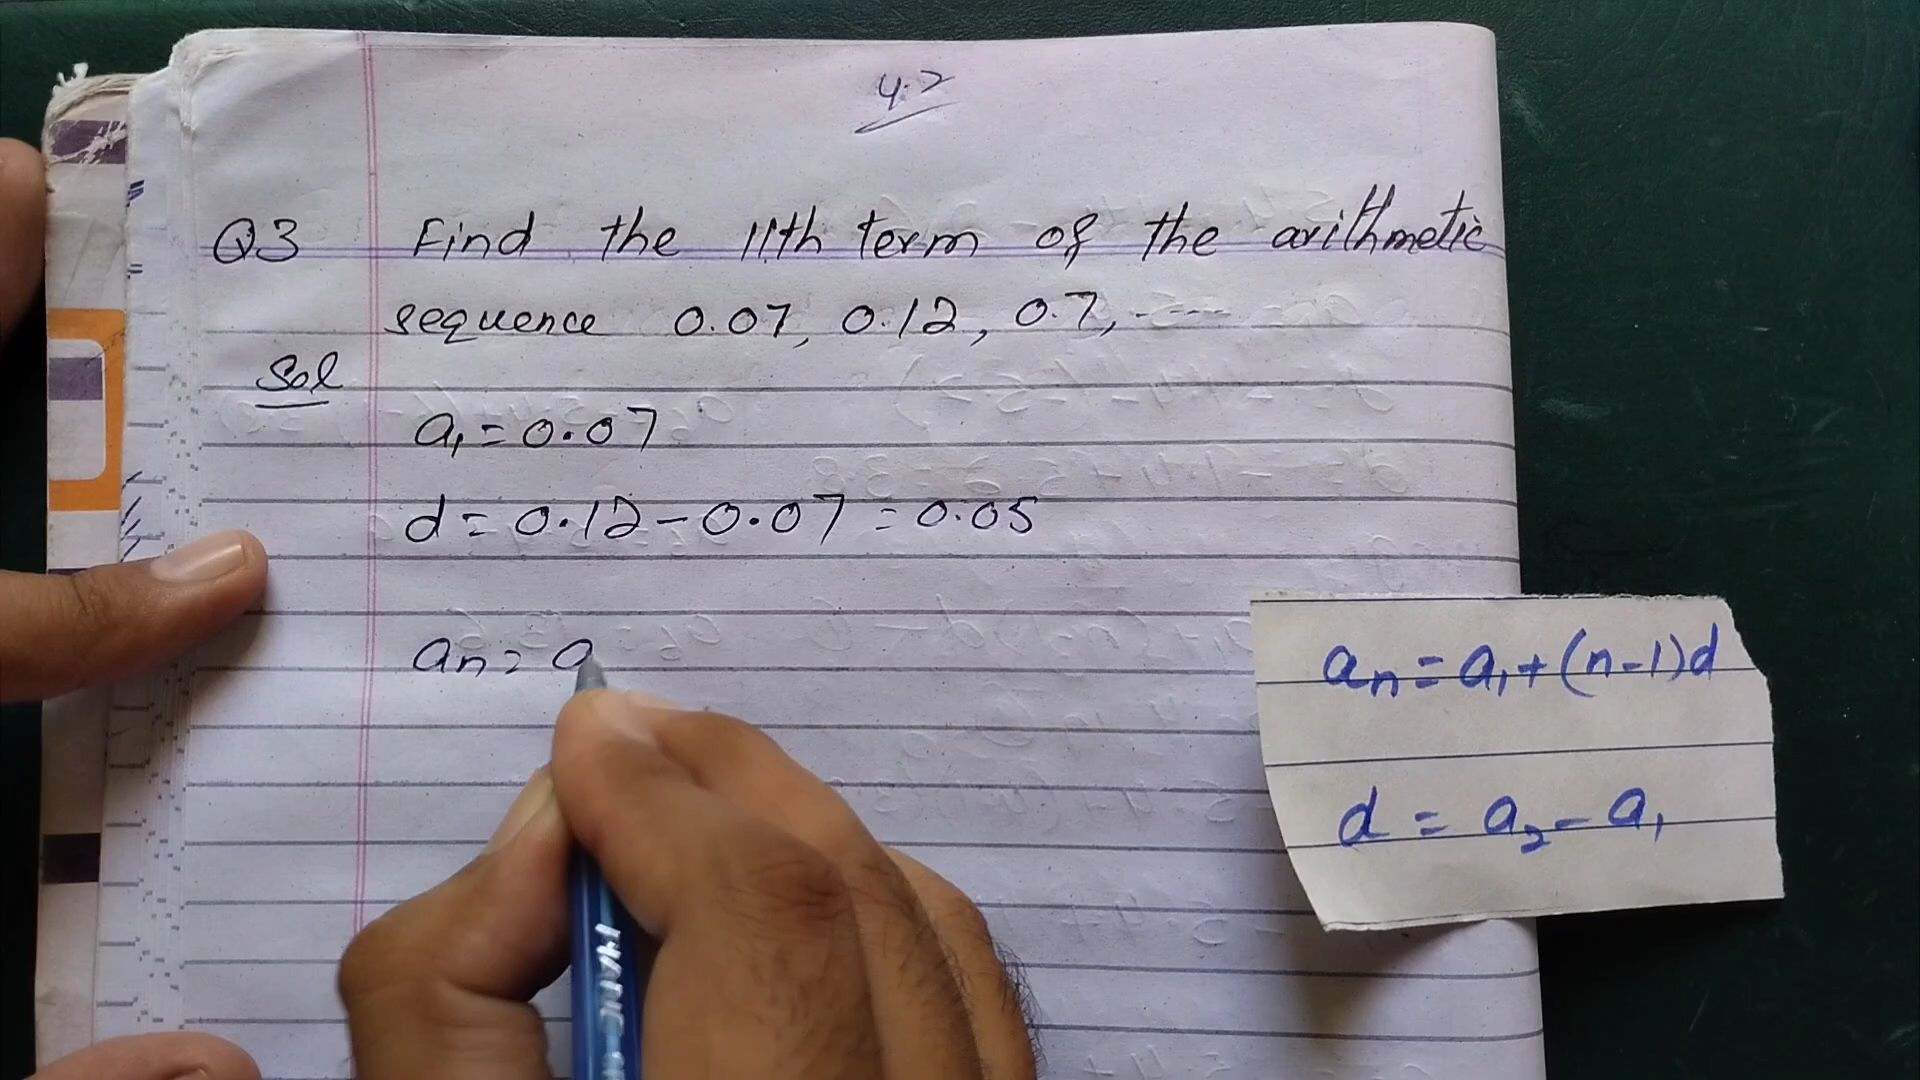 4.2
Q3 Find the 11th term of the arithmetic
sequence 0.07, 0.12, 0.7, -----
Sol
a₁ = 0.07
d = 0.12 - 0.07 = 0.05
aₙ = a
aₙ = a₁ + (n-1)d
d = a₂ - a₁